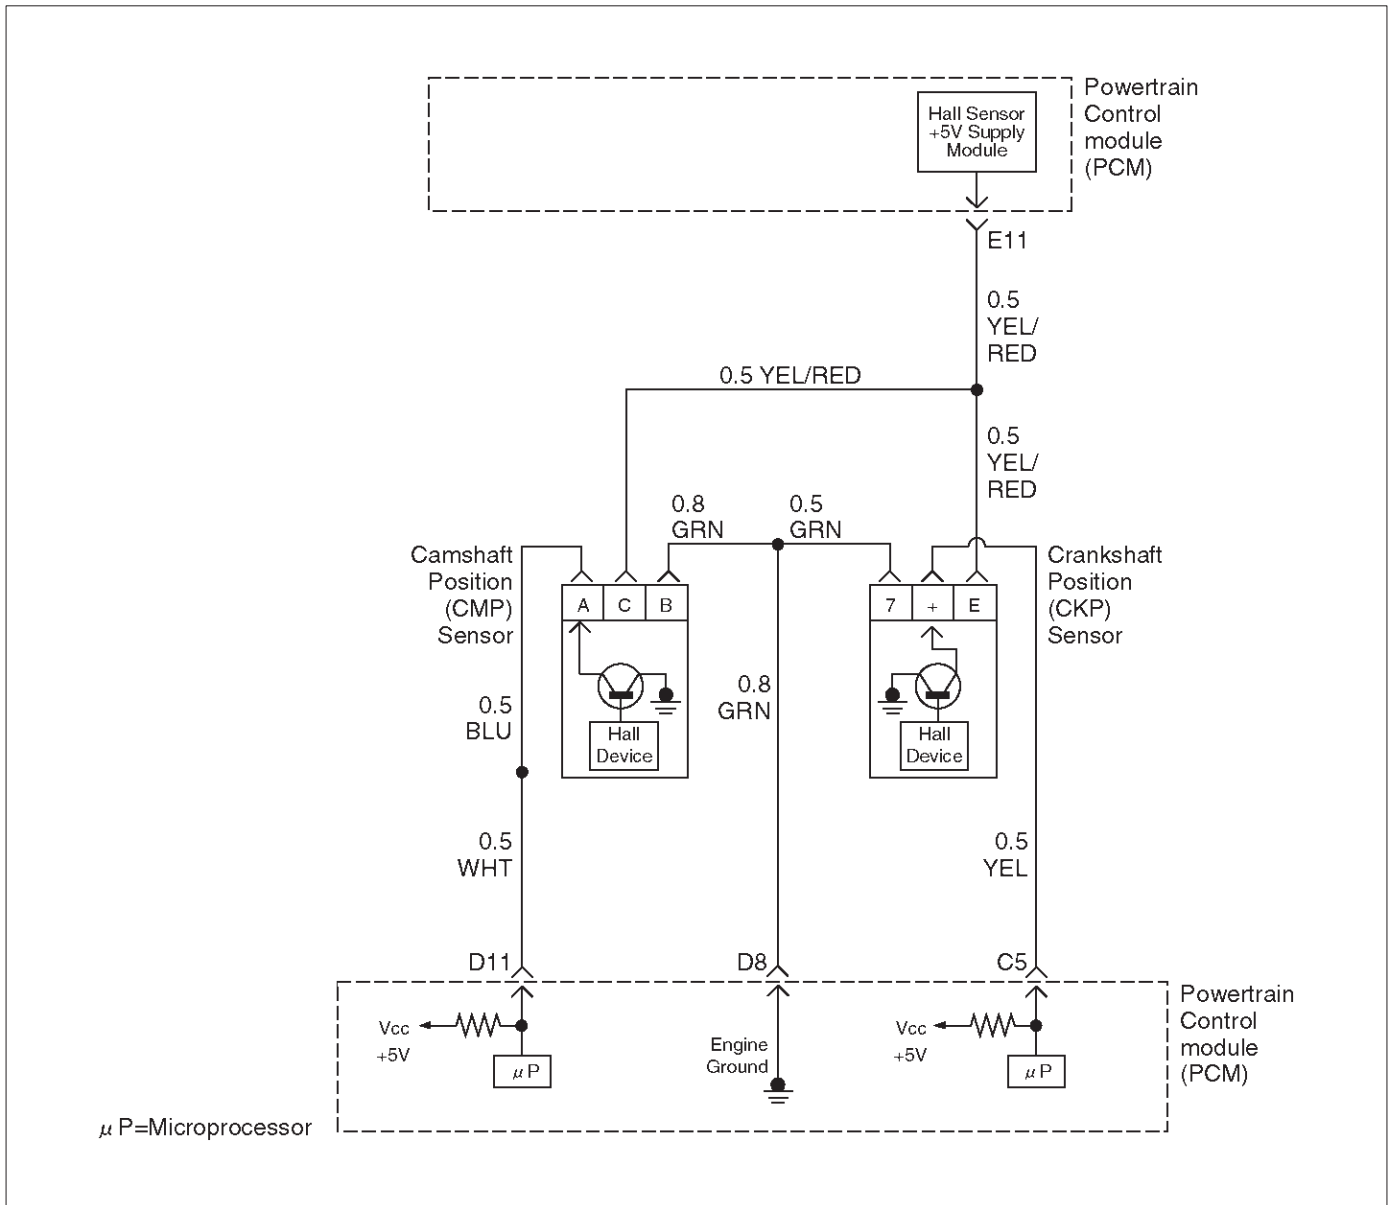 Powertrain
Control
module
(PCM)
Hall Sensor
+5V Supply
Module
E11
0.5
YEL/
RED
0.5 YEL/RED
0.5
YEL/
RED
0.8
GRN
0.5
GRN
Camshaft
Position
(CMP)
Sensor
A C B
7 + E
Crankshaft
Position
(CKP)
Sensor
Hall
Device
Hall
Device
0.5
BLU
0.8
GRN
0.5
WHT
0.5
YEL
D11
D8
C5
Vcc
+5V
μ P
Engine
Ground
Vcc
+5V
μ P
Powertrain
Control
module
(PCM)
μ P=Microprocessor